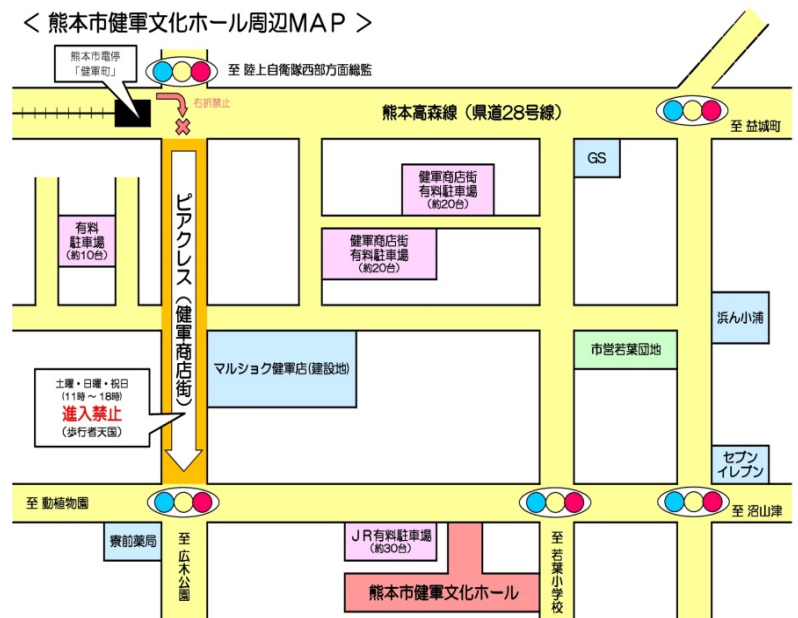 < 熊本市健軍文化ホール周辺MAP >
熊本市電停
「健軍町」
至 陸上自衛隊西部方面総監
右折禁止
熊本高森線（県道28号線）
至 益城町
GS
健軍商店街
有料駐車場
(約20台)
有料
駐車場
(約10台)
健軍商店街
有料駐車場
(約20台)
ピアクレス（健軍商店街）
浜ん小浦
マルショク健軍店(建設地)
市営若葉団地
土曜・日曜・祝日
(11時～18時)
進入禁止
(歩行者天国)
セブン
イレブン
至 動植物園
至 沼山津
寮前薬局
至 広木公園
JR有料駐車場
(約30台)
至 若葉小学校
熊本市健軍文化ホール